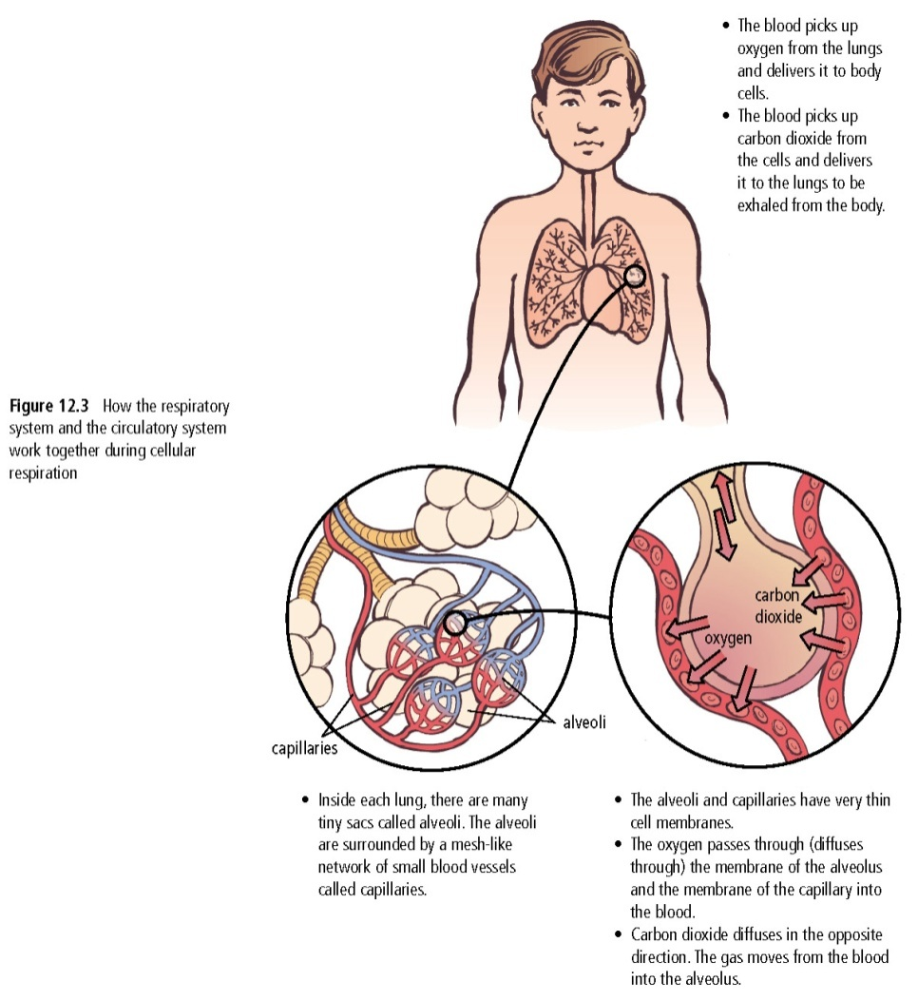 • The blood picks up
oxygen from the lungs
and delivers it to body
cells.
• The blood picks up
carbon dioxide from
the cells and delivers
it to the lungs to be
exhaled from the body.
Figure 12.3 How the respiratory
system and the circulatory system
work together during cellular
respiration
carbon
dioxide
oxygen
alveoli
capillaries
• Inside each lung, there are many
tiny sacs called alveoli. The alveoli
are surrounded by a mesh-like
network of small blood vessels
called capillaries.
• The alveoli and capillaries have very thin
cell membranes.
• The oxygen passes through (diffuses
through) the membrane of the alveolus
and the membrane of the capillary into
the blood.
• Carbon dioxide diffuses in the opposite
direction. The gas moves from the blood
into the alveolus.